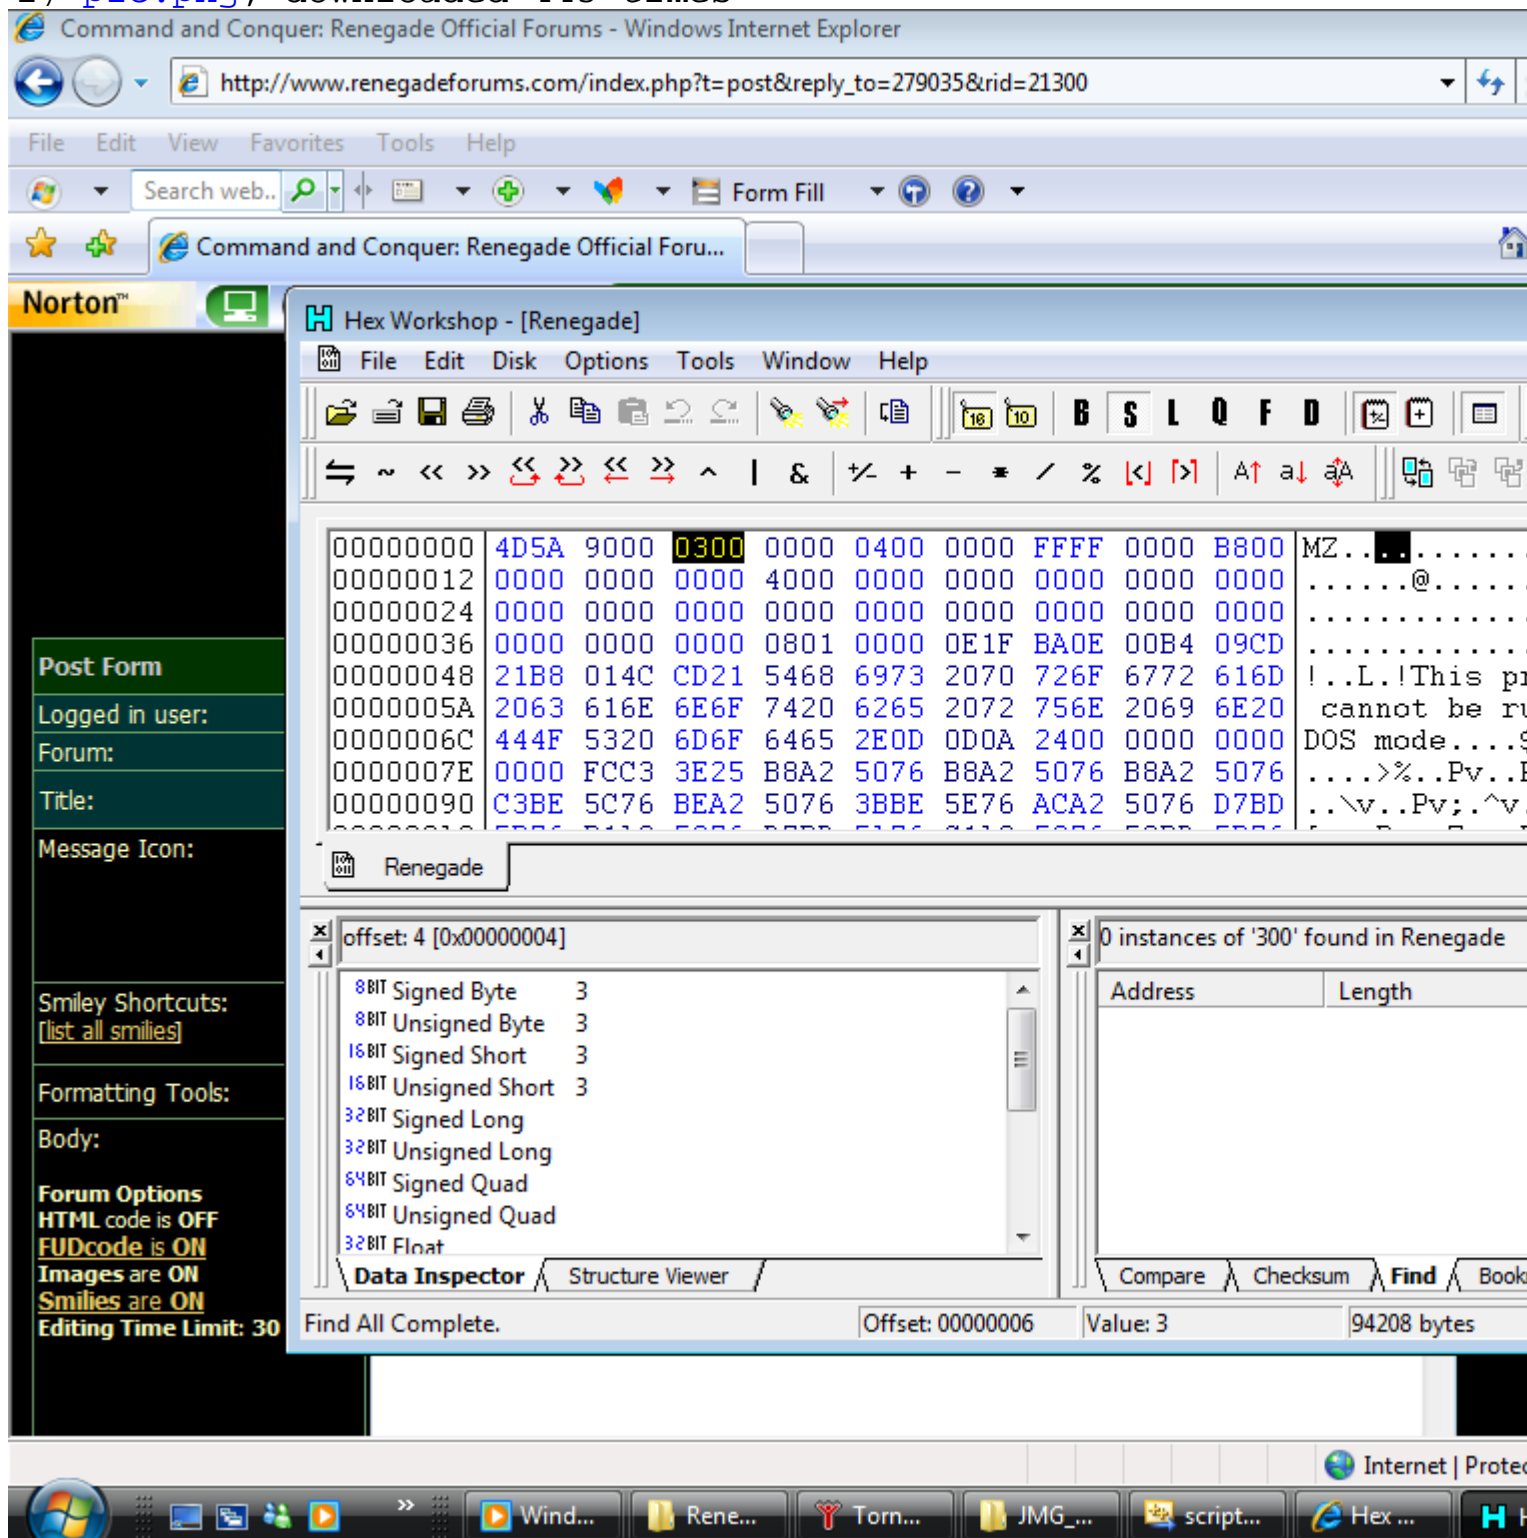 Command and Conquer: Renegade Official Forums - Windows Internet Explorer
http://www.renegadeforums.com/index.php?t=post&reply_to=279035&rid=21300
File Edit View Favorites Tools Help
Search web.. Form Fill
Command and Conquer: Renegade Official Foru...
Norton™
Hex Workshop - [Renegade]
File Edit Disk Options Tools Window Help
B S L Q F D
00000000 4D5A 9000 0300 0000 0400 0000 FFFF 0000 B800 MZ..............
00000012 0000 0000 0000 4000 0000 0000 0000 0000 0000 ......@.......
00000024 0000 0000 0000 0000 0000 0000 0000 0000 0000 ..............
00000036 0000 0000 0000 0801 0000 0E1F BA0E 00B4 09CD ..............
00000048 21B8 014C CD21 5468 6973 2070 726F 6772 616D !..L.!This pr
0000005A 2063 616E 6E6F 7420 6265 2072 756E 2069 6E20 cannot be ru
0000006C 444F 5320 6D6F 6465 2E0D 0D0A 2400 0000 0000 DOS mode....$
0000007E 0000 FCC3 3E25 B8A2 5076 B8A2 5076 B8A2 5076 ....>%..Pv..P
00000090 C3BE 5C76 BEA2 5076 3BBE 5E76 ACA2 5076 D7BD ..\v..Pv;.^v.
Renegade
offset: 4 [0x00000004]
8BIT Signed Byte 3
8BIT Unsigned Byte 3
16BIT Signed Short 3
16BIT Unsigned Short 3
32BIT Signed Long
32BIT Unsigned Long
64BIT Signed Quad
64BIT Unsigned Quad
32BIT Float
Data Inspector Structure Viewer
0 instances of '300' found in Renegade
Address Length
Compare Checksum Find
Find All Complete. Offset: 00000006 Value: 3 94208 bytes
Post Form
Logged in user:
Forum:
Title:
Message Icon:
Smiley Shortcuts:
[list all smilies]
Formatting Tools:
Body:
Forum Options
HTML code is OFF
FUDcode is ON
Images are ON
Smilies are ON
Editing Time Limit: 30
Internet | Protec
Wind... Rene... Torn... JMG_... script... Hex ...